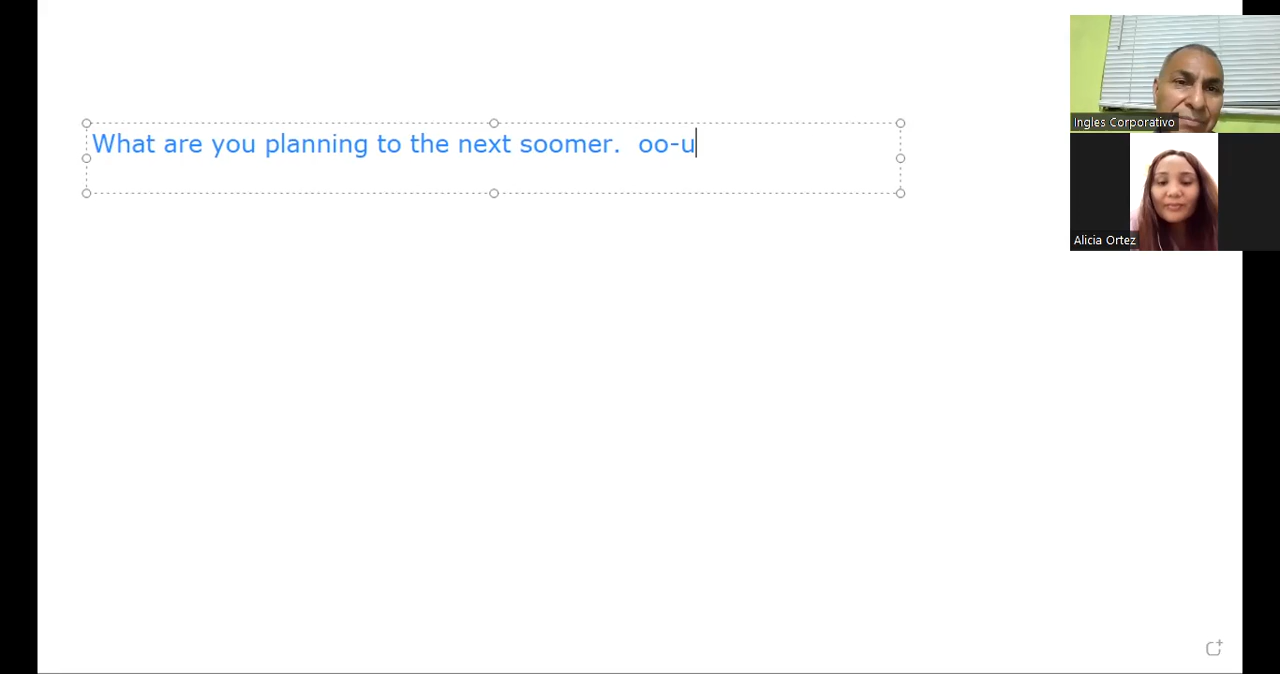 What are you planning to the next soomer.  oo-u
Ingles Corporativo
Alicia Ortez